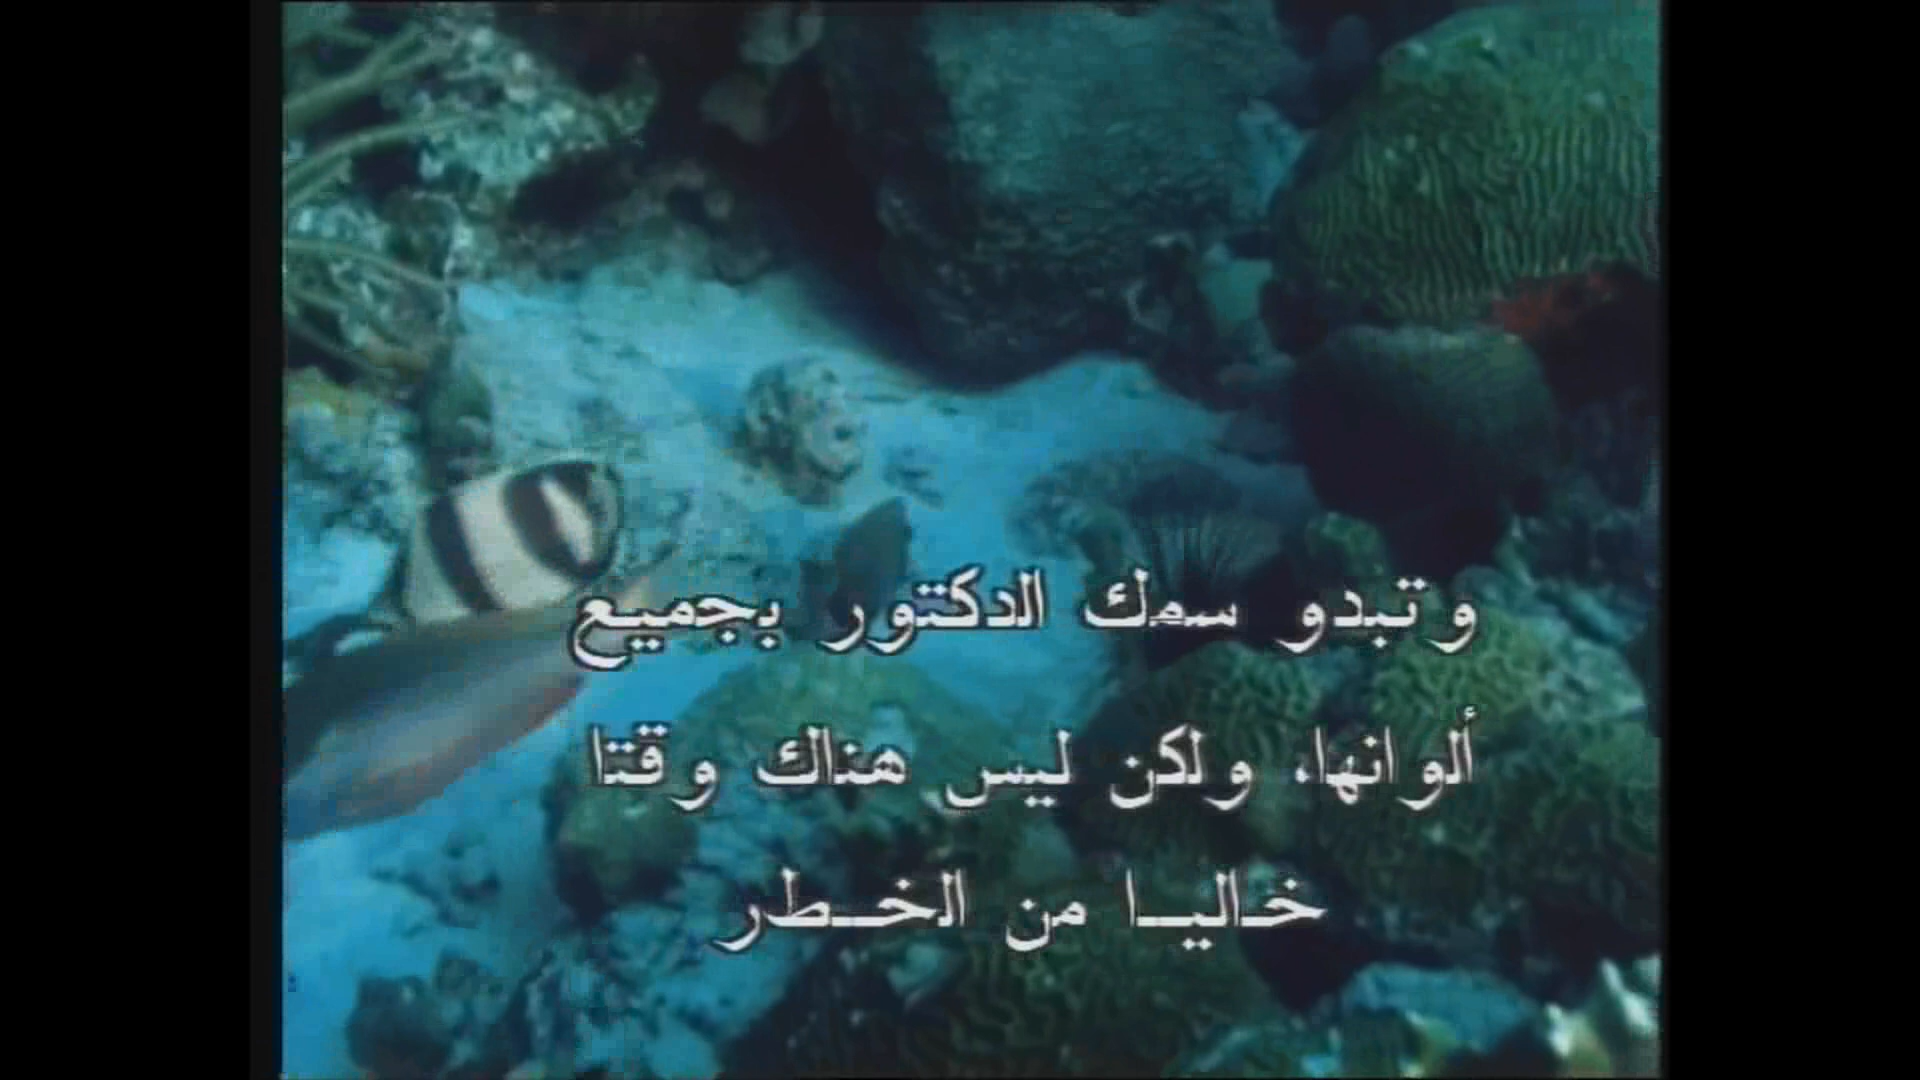 وتبدو سمك الدكتور بجميع
ألوانها، ولكن ليس هناك وقتا
خاليا من الخطر